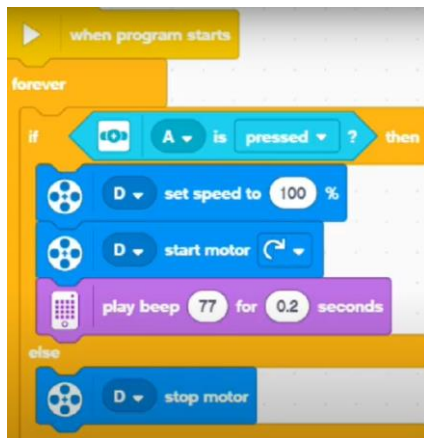 when program starts
forever
if A is pressed ? then
D set speed to 100 %
D start motor
play beep 77 for 0.2 seconds
else
D stop motor